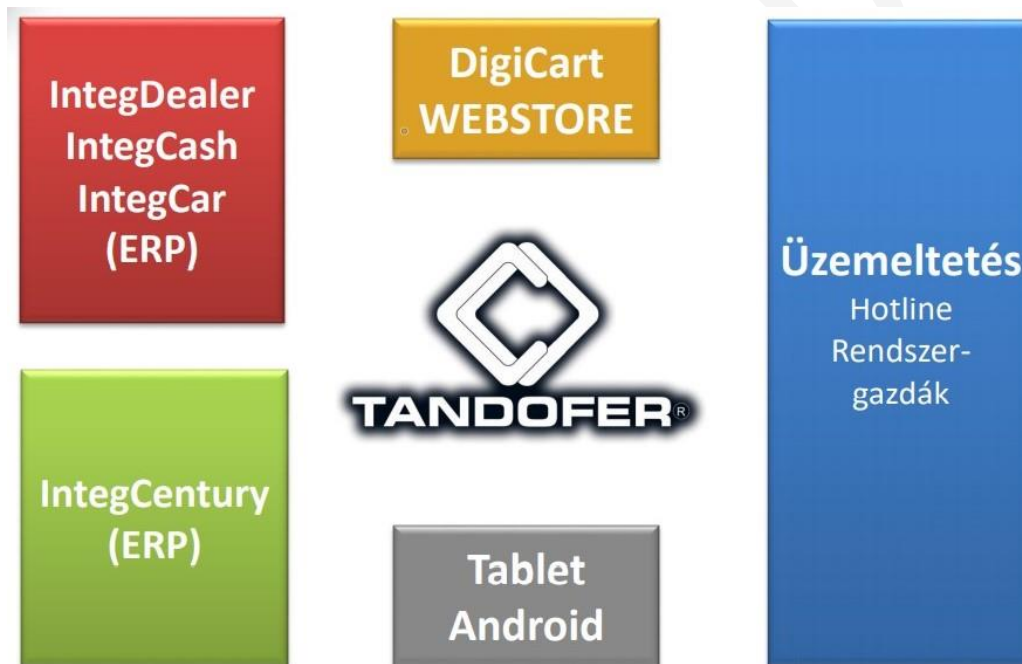 IntegDealer
IntegCash
IntegCar
(ERP)
DigiCart
WEBSTORE
Üzemeltetés
Hotline
Rendszer-
gazdák
TANDOFER®
IntegCentury
(ERP)
Tablet
Android